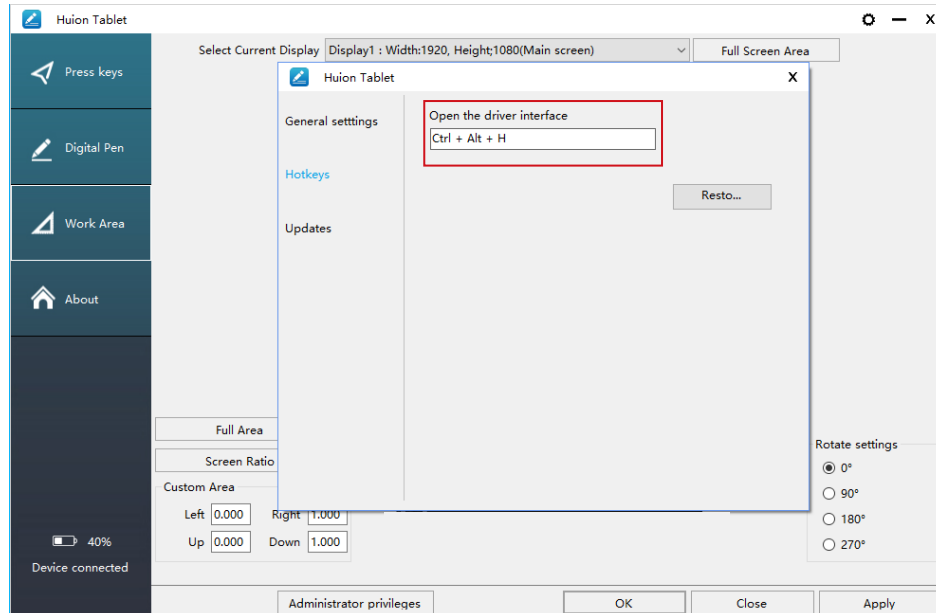 Huion Tablet
X
Press keys
Digital Pen
Work Area
About
40%
Device connected
Select Current Display Display1 : Width:1920, Height;1080(Main screen) Full Screen Area
Huion Tablet X
General setttings
Hotkeys
Updates
Open the driver interface
Ctrl + Alt + H
Resto...
Full Area
Screen Ratio
Custom Area
Left 0.000 Right 1.000
Up 0.000 Down 1.000
Rotate settings
0°
90°
180°
270°
Administrator privileges OK Close Apply